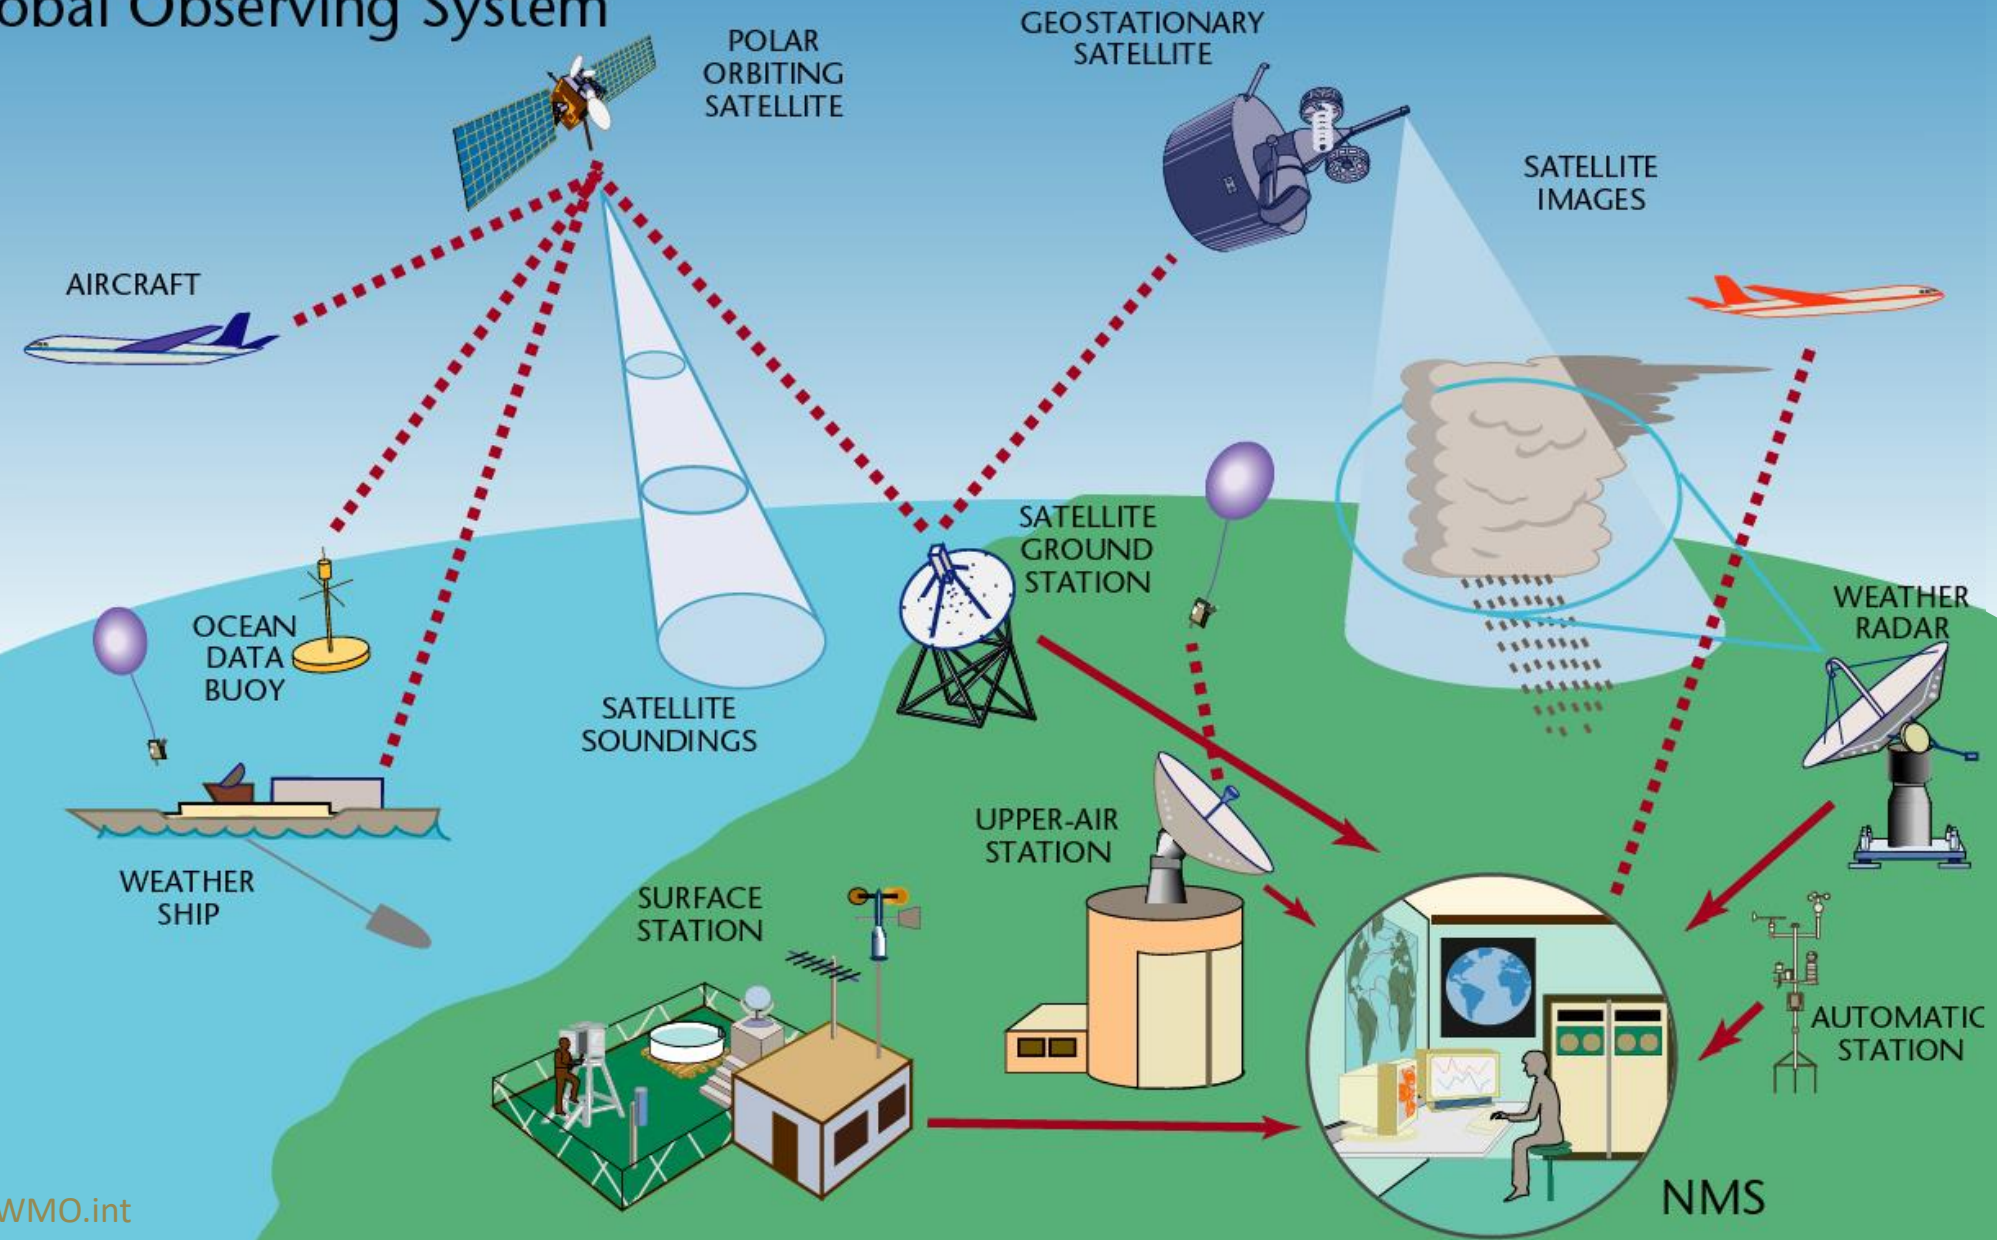 obal Observing System
POLAR
ORBITING
SATELLITE
GEOSTATIONARY
SATELLITE
SATELLITE
IMAGES
AIRCRAFT
SATELLITE
GROUND
STATION
WEATHER
RADAR
OCEAN
DATA
BUOY
SATELLITE
SOUNDINGS
UPPER-AIR
STATION
WEATHER
SHIP
SURFACE
STATION
AUTOMATIC
STATION
NMS
WMO.int